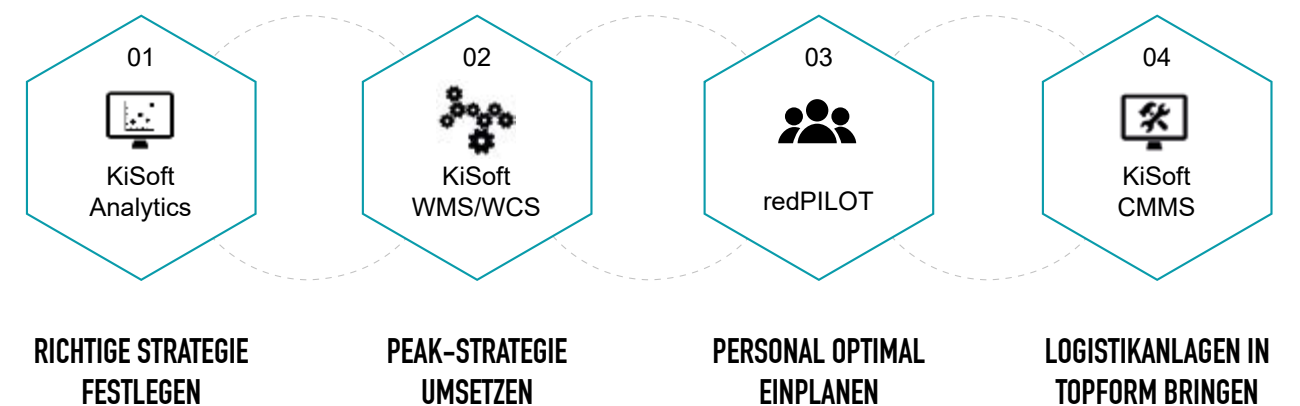 01
KiSoft
Analytics
RICHTIGE STRATEGIE
FESTLEGEN
02
KiSoft
WMS/WCS
PEAK-STRATEGIE
UMSETZEN
03
redPILOT
PERSONAL OPTIMAL
EINPLANEN
04
KiSoft
CMMS
LOGISTIKANLAGEN IN
TOPFORM BRINGEN